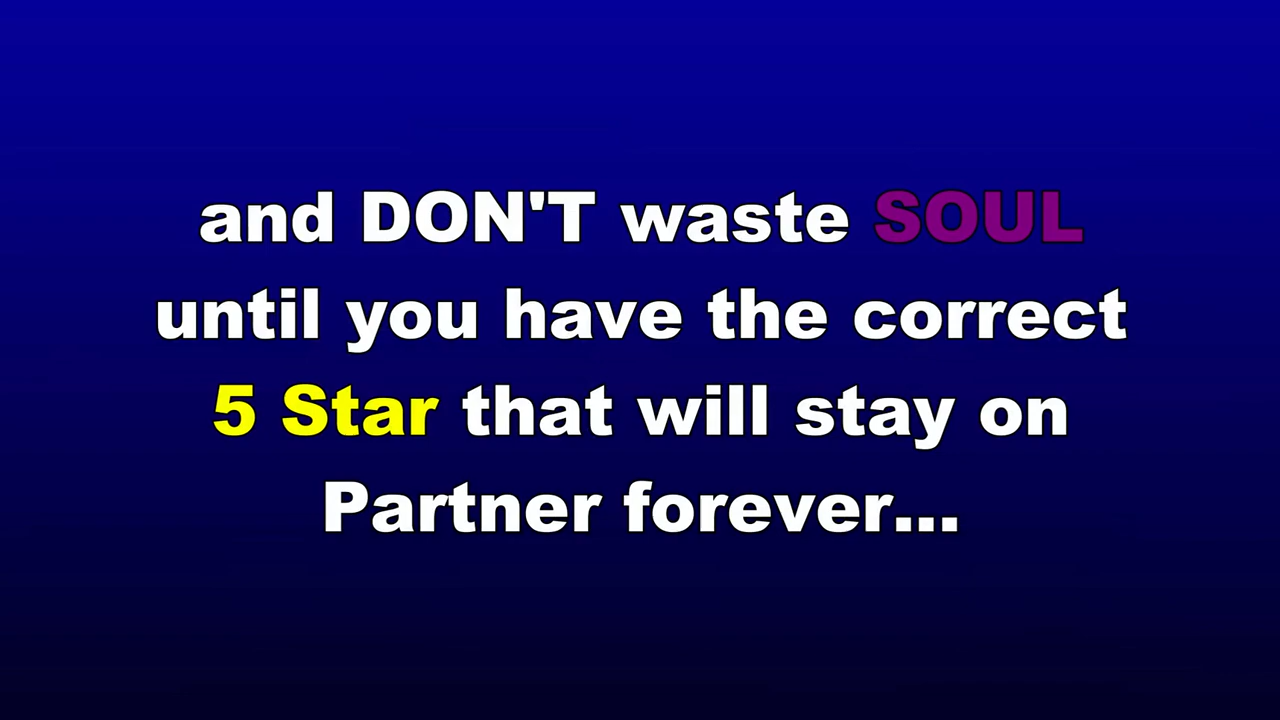 and DON'T waste SOUL
until you have the correct
5 Star that will stay on
Partner forever...